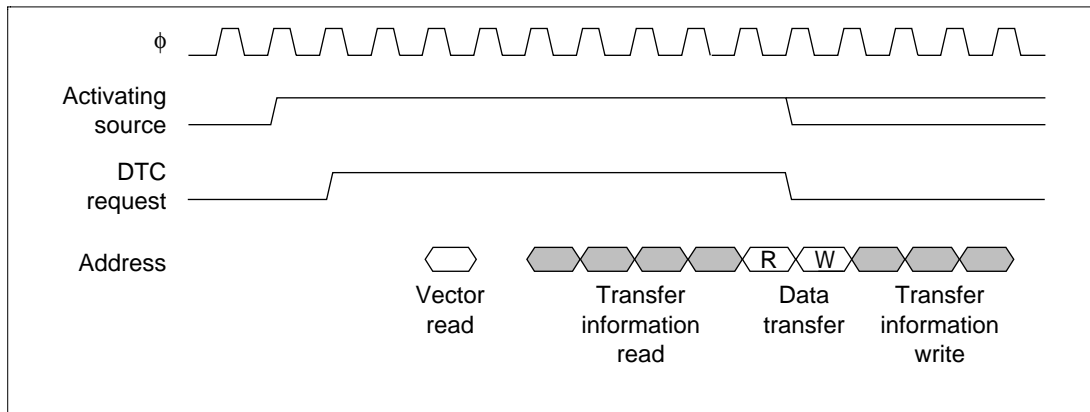 ϕ
Activating
source
DTC
request
Address
R W
Vector
read
Transfer
information
read
Data
transfer
Transfer
information
write